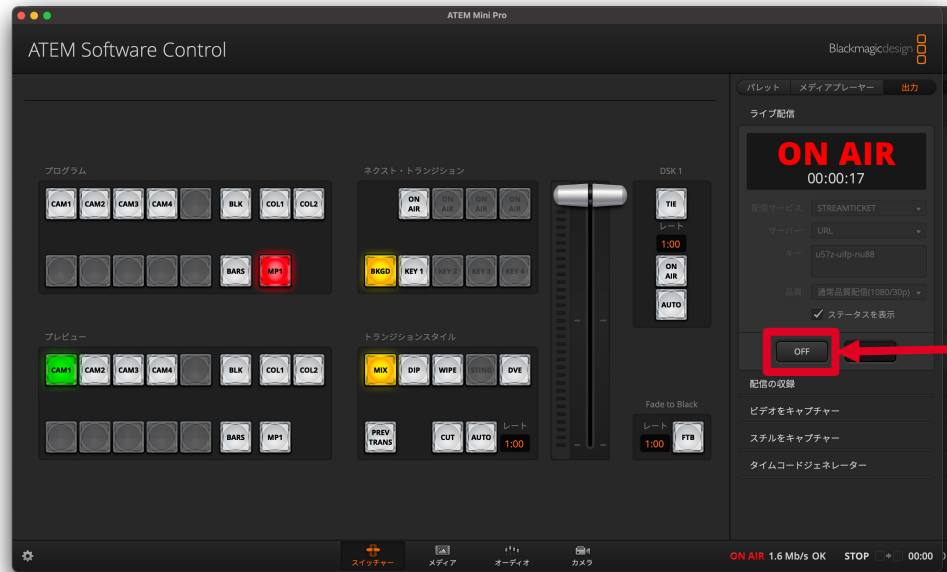 ATEM Mini Pro
ATEM Software Control
Blackmagicdesign
パレット メディアプレーヤー 出力
ライブ配信
ON AIR
00:00:17
配信サービス: STREAMTICKET
サーバー: URL
キー: u57z-uifp-nu88
品質: 通常品質配信(1080/30p)
ステータスを表示
OFF
配信の収録
ビデオをキャプチャー
スチルをキャプチャー
タイムコードジェネレーター
プログラム
CAM1 CAM2 CAM3 CAM4 BLK COL1 COL2
BARS MP1
ネクスト・トランジション
ON AIR ON AIR ON AIR ON AIR
BKGD KEY 1 KEY 2 KEY 3 KEY 4
DSK 1
TIE
レート
1:00
ON AIR
AUTO
プレビュー
CAM1 CAM2 CAM3 CAM4 BLK COL1 COL2
BARS MP1
トランジションスタイル
MIX DIP WIPE STING DVE
PREV TRANS CUT AUTO
レート
1:00
Fade to Black
レート
1:00 FTB
スイッチャー メディア オーディオ カメラ
ON AIR 1.6 Mb/s OK STOP 00:00